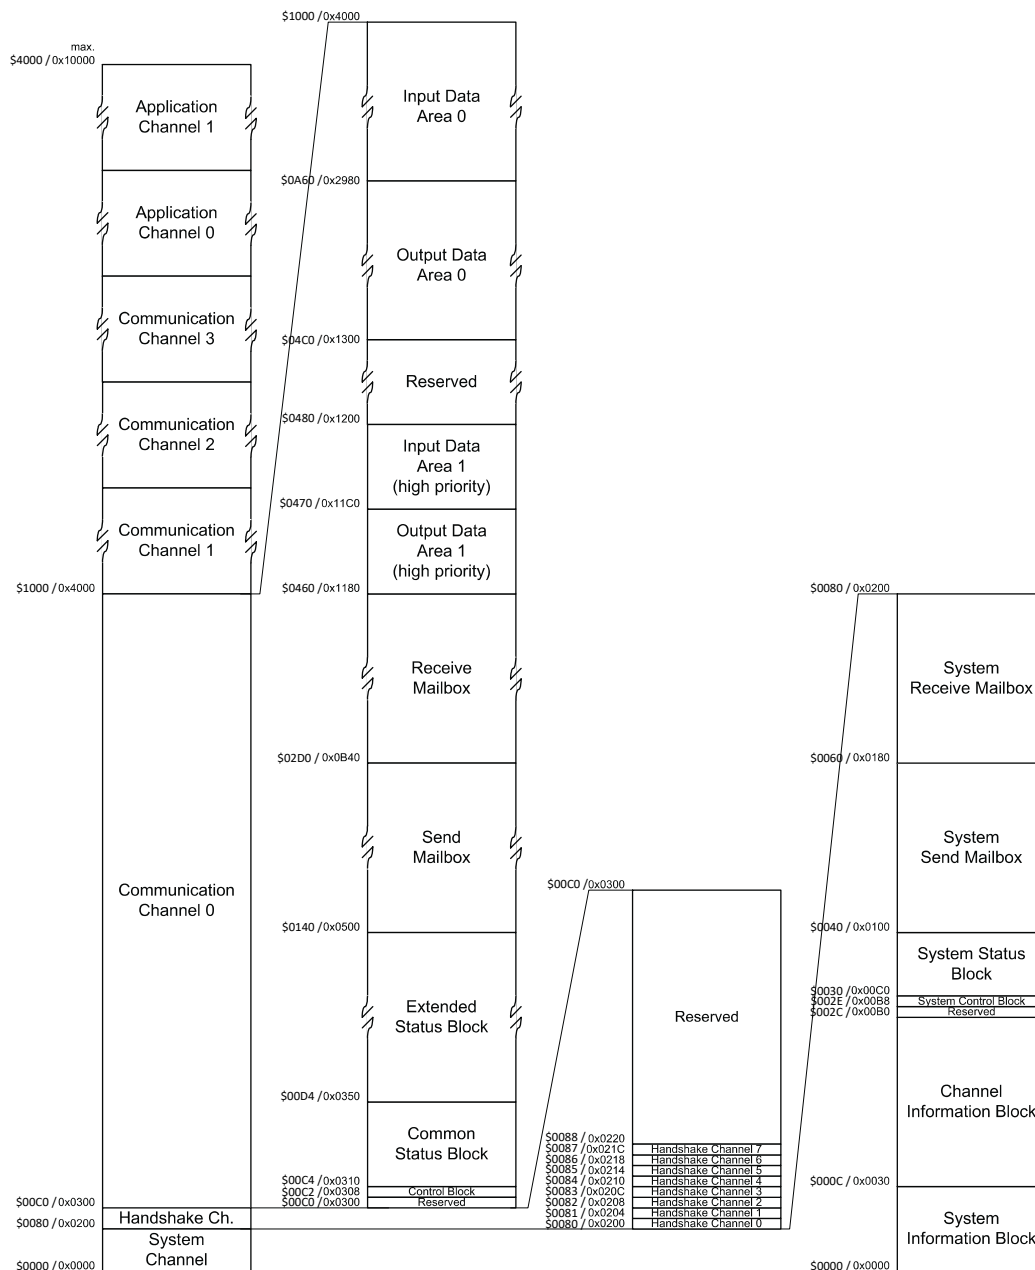 max.
$4000 / 0x10000
Application
Channel 1
Application
Channel 0
Communication
Channel 3
Communication
Channel 2
Communication
Channel 1
$1000 / 0x4000
Communication
Channel 0
$00C0 / 0x0300
Handshake Ch.
$0080 / 0x0200
System
Channel
$0000 / 0x0000
$1000 / 0x4000
Input Data
Area 0
$0A60 / 0x2980
Output Data
Area 0
$04C0 / 0x1300
Reserved
$0480 / 0x1200
Input Data
Area 1
(high priority)
$0470 / 0x11C0
Output Data
Area 1
(high priority)
$0460 / 0x1180
Receive
Mailbox
$02D0 / 0x0B40
Send
Mailbox
$0140 / 0x0500
Extended
Status Block
$00D4 / 0x0350
Common
Status Block
$00C4 / 0x0310
Control Block
$00C2 / 0x0308
Reserved
$00C0 / 0x0300
$00C0 / 0x0300
Reserved
$0088 / 0x0220
Handshake Channel 7
$0087 / 0x021C
Handshake Channel 6
$0086 / 0x0218
Handshake Channel 5
$0085 / 0x0214
Handshake Channel 4
$0084 / 0x0210
Handshake Channel 3
$0083 / 0x020C
Handshake Channel 2
$0082 / 0x0208
Handshake Channel 1
$0081 / 0x0204
Handshake Channel 0
$0080 / 0x0200
$0080 / 0x0200
System
Receive Mailbox
$0060 / 0x0180
System
Send Mailbox
$0040 / 0x0100
System Status
Block
$0030 / 0x00C0
System Control Block
$002E / 0x00B8
Reserved
$002C / 0x00B0
Channel
Information Block
$000C / 0x0030
System
Information Block
$0000 / 0x0000